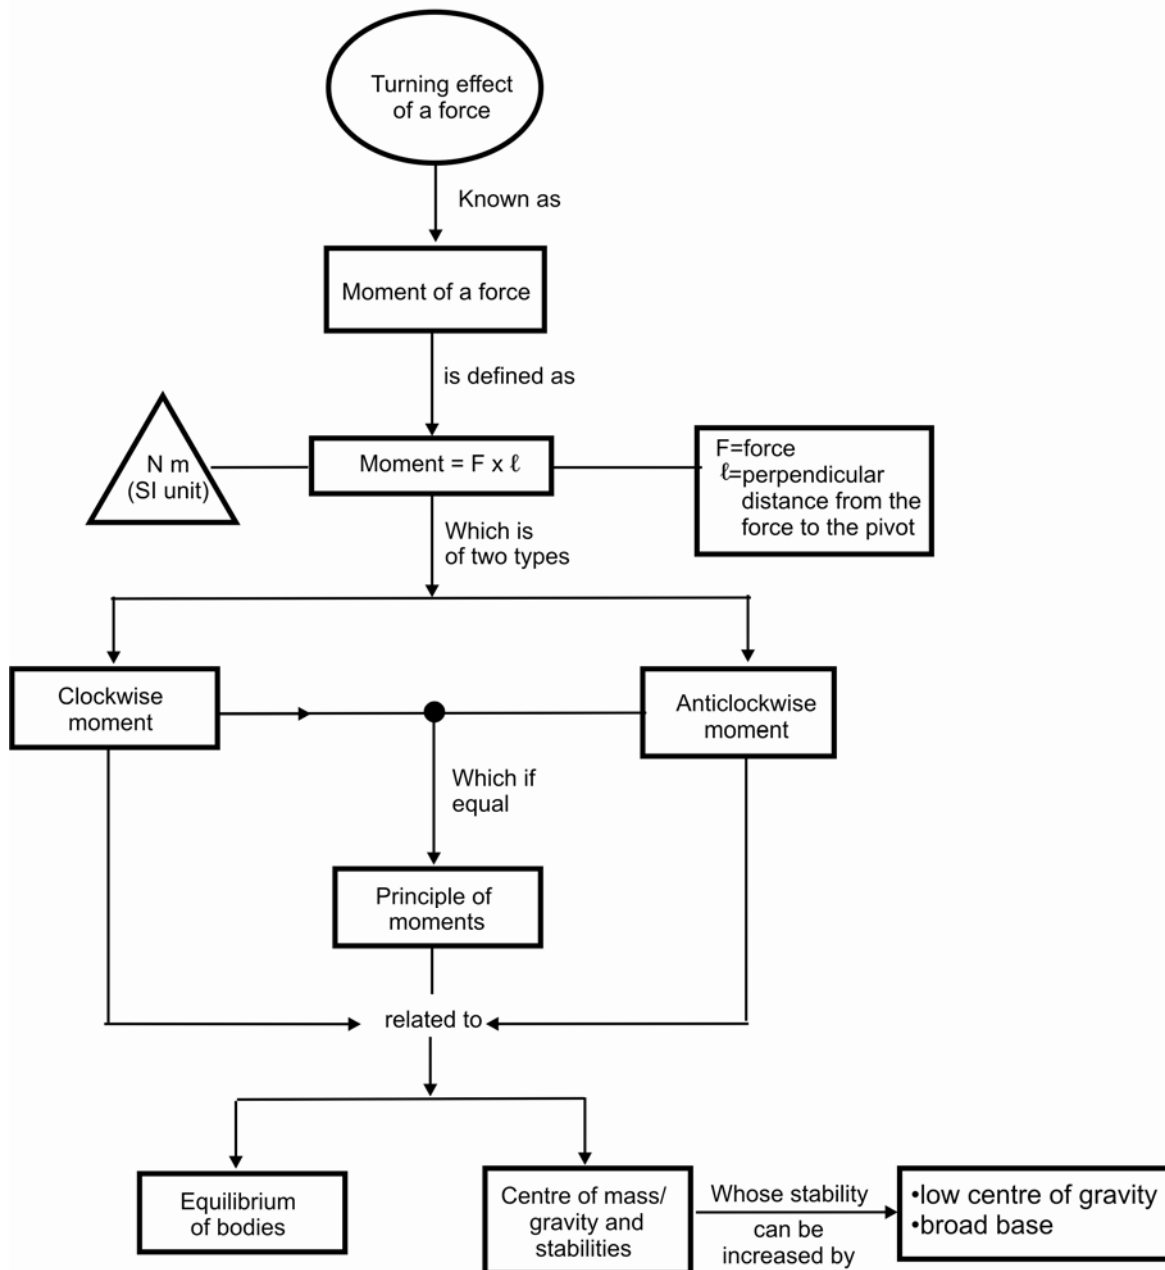 Turning effect
of a force
Known as
Moment of a force
is defined as
N m
(SI unit)
Moment = F x ℓ
F=force
ℓ=perpendicular
distance from the
force to the pivot
Which is
of two types
Clockwise
moment
Anticlockwise
moment
Which if
equal
Principle of
moments
related to
Equilibrium
of bodies
Centre of mass/
gravity and
stabilities
Whose stability
can be
increased by
•low centre of gravity
•broad base